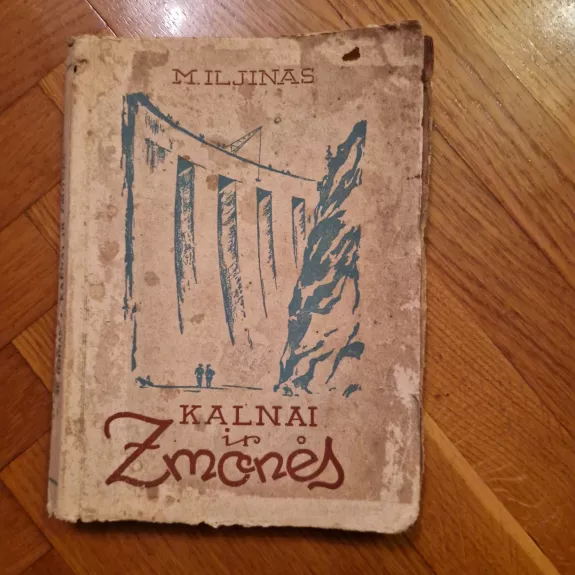 M. ILJINAS
KALNAI
ir
Žmonės